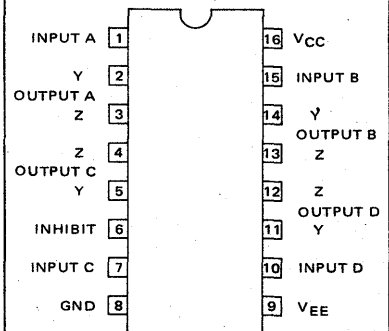 INPUT A 1
Y 2
OUTPUT A
Z 3
Z 4
OUTPUT C
Y 5
INHIBIT 6
INPUT C 7
GND 8
16 VCC
15 INPUT B
14 Y
OUTPUT B
13 Z
12 Z
OUTPUT D
11 Y
10 INPUT D
9 VEE